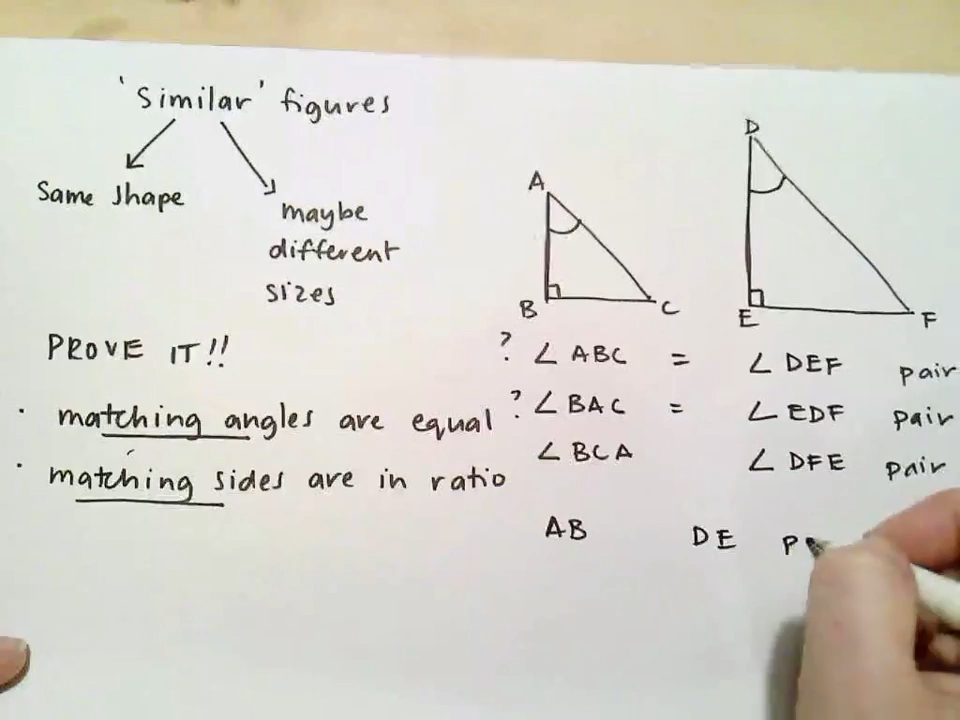 'Similar' figures
Same shape
maybe
different
sizes
PROVE IT!!
· matching angles are equal
· matching sides are in ratio
A
B
C
D
E
F
? ∠ ABC = ∠ DEF pair
? ∠ BAC = ∠ EDF pair
∠ BCA ∠ DFE pair
AB DE P